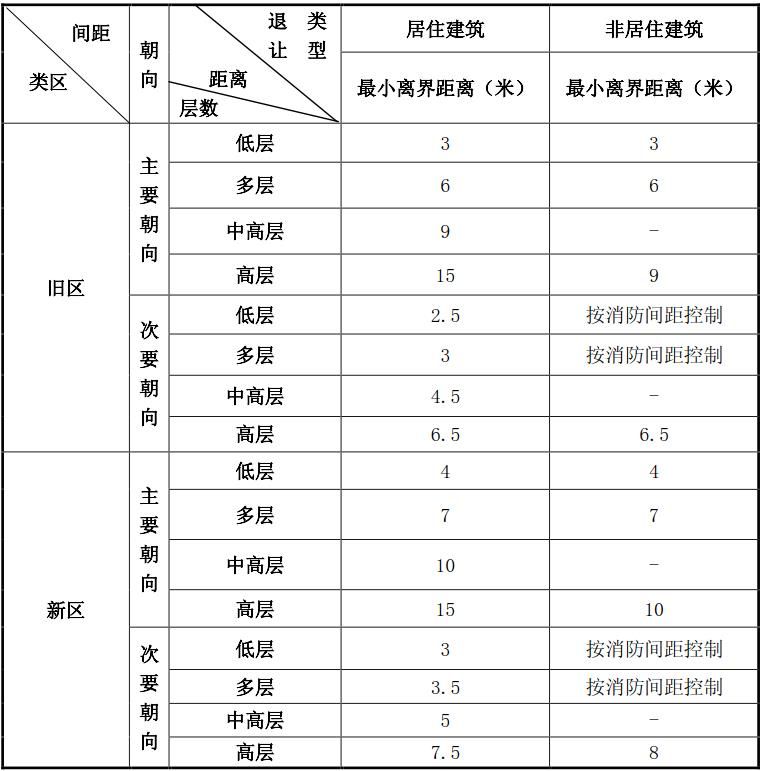 间距 类区 朝向 退让 类型 距离 层数 居住建筑 非居住建筑
最小离界距离（米） 最小离界距离（米）
旧区 主要朝向 低层 3 3
多层 6 6
中高层 9 -
高层 15 9
次要朝向 低层 2.5 按消防间距控制
多层 3 按消防间距控制
中高层 4.5 -
高层 6.5 6.5
新区 主要朝向 低层 4 4
多层 7 7
中高层 10 -
高层 15 10
次要朝向 低层 3 按消防间距控制
多层 3.5 按消防间距控制
中高层 5 -
高层 7.5 8